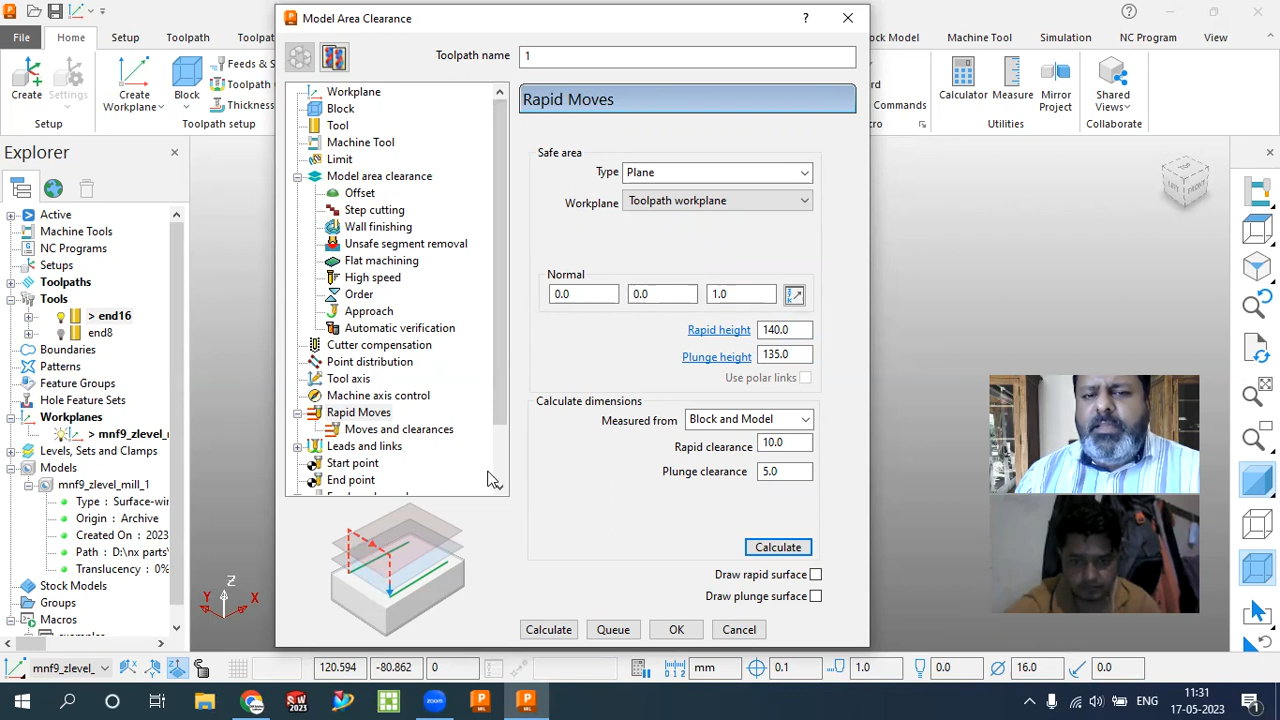 Model Area Clearance
?
File
Home
Setup
Toolpath
Toolpat
ck Model
Machine Tool
Simulation
NC Program
View
Create
Settings
Setup
Create
Workplane
Block
Feeds & S
Toolpath
Thickness
Toolpath setup
Commands
cro
Calculator
Measure
Mirror
Project
Utilities
Shared
Views
Collaborate
Toolpath name
1
Explorer
Active
Machine Tools
NC Programs
Setups
Toolpaths
Tools
> end16
end8
Boundaries
Patterns
Feature Groups
Hole Feature Sets
Workplanes
> mnf9_zlevel_
Levels, Sets and Clamps
Models
mnf9_zlevel_mill_1
Type : Surface-wir
Origin : Archive
Created On : 2023
Path : D:\nx parts\
Translucency : 0%
Stock Models
Groups
Macros
examples
Workplane
Block
Tool
Machine Tool
Limit
Model area clearance
Offset
Step cutting
Wall finishing
Unsafe segment removal
Flat machining
High speed
Order
Approach
Automatic verification
Cutter compensation
Point distribution
Tool axis
Machine axis control
Rapid Moves
Moves and clearances
Leads and links
Start point
End point
Rapid Moves
Safe area
Type
Plane
Workplane
Toolpath workplane
Normal
0.0
0.0
1.0
Rapid height
140.0
Plunge height
135.0
Use polar links
Calculate dimensions
Measured from
Block and Model
Rapid clearance
10.0
Plunge clearance
5.0
Calculate
Draw rapid surface
Draw plunge surface
Calculate
Queue
OK
Cancel
TOP
LEFT
FRONT
Z
Y
X
mnf9_zlevel_
120.594
-80.862
0
mm
0.1
1.0
0.0
16.0
0.0
ENG
11:31
17-05-2023